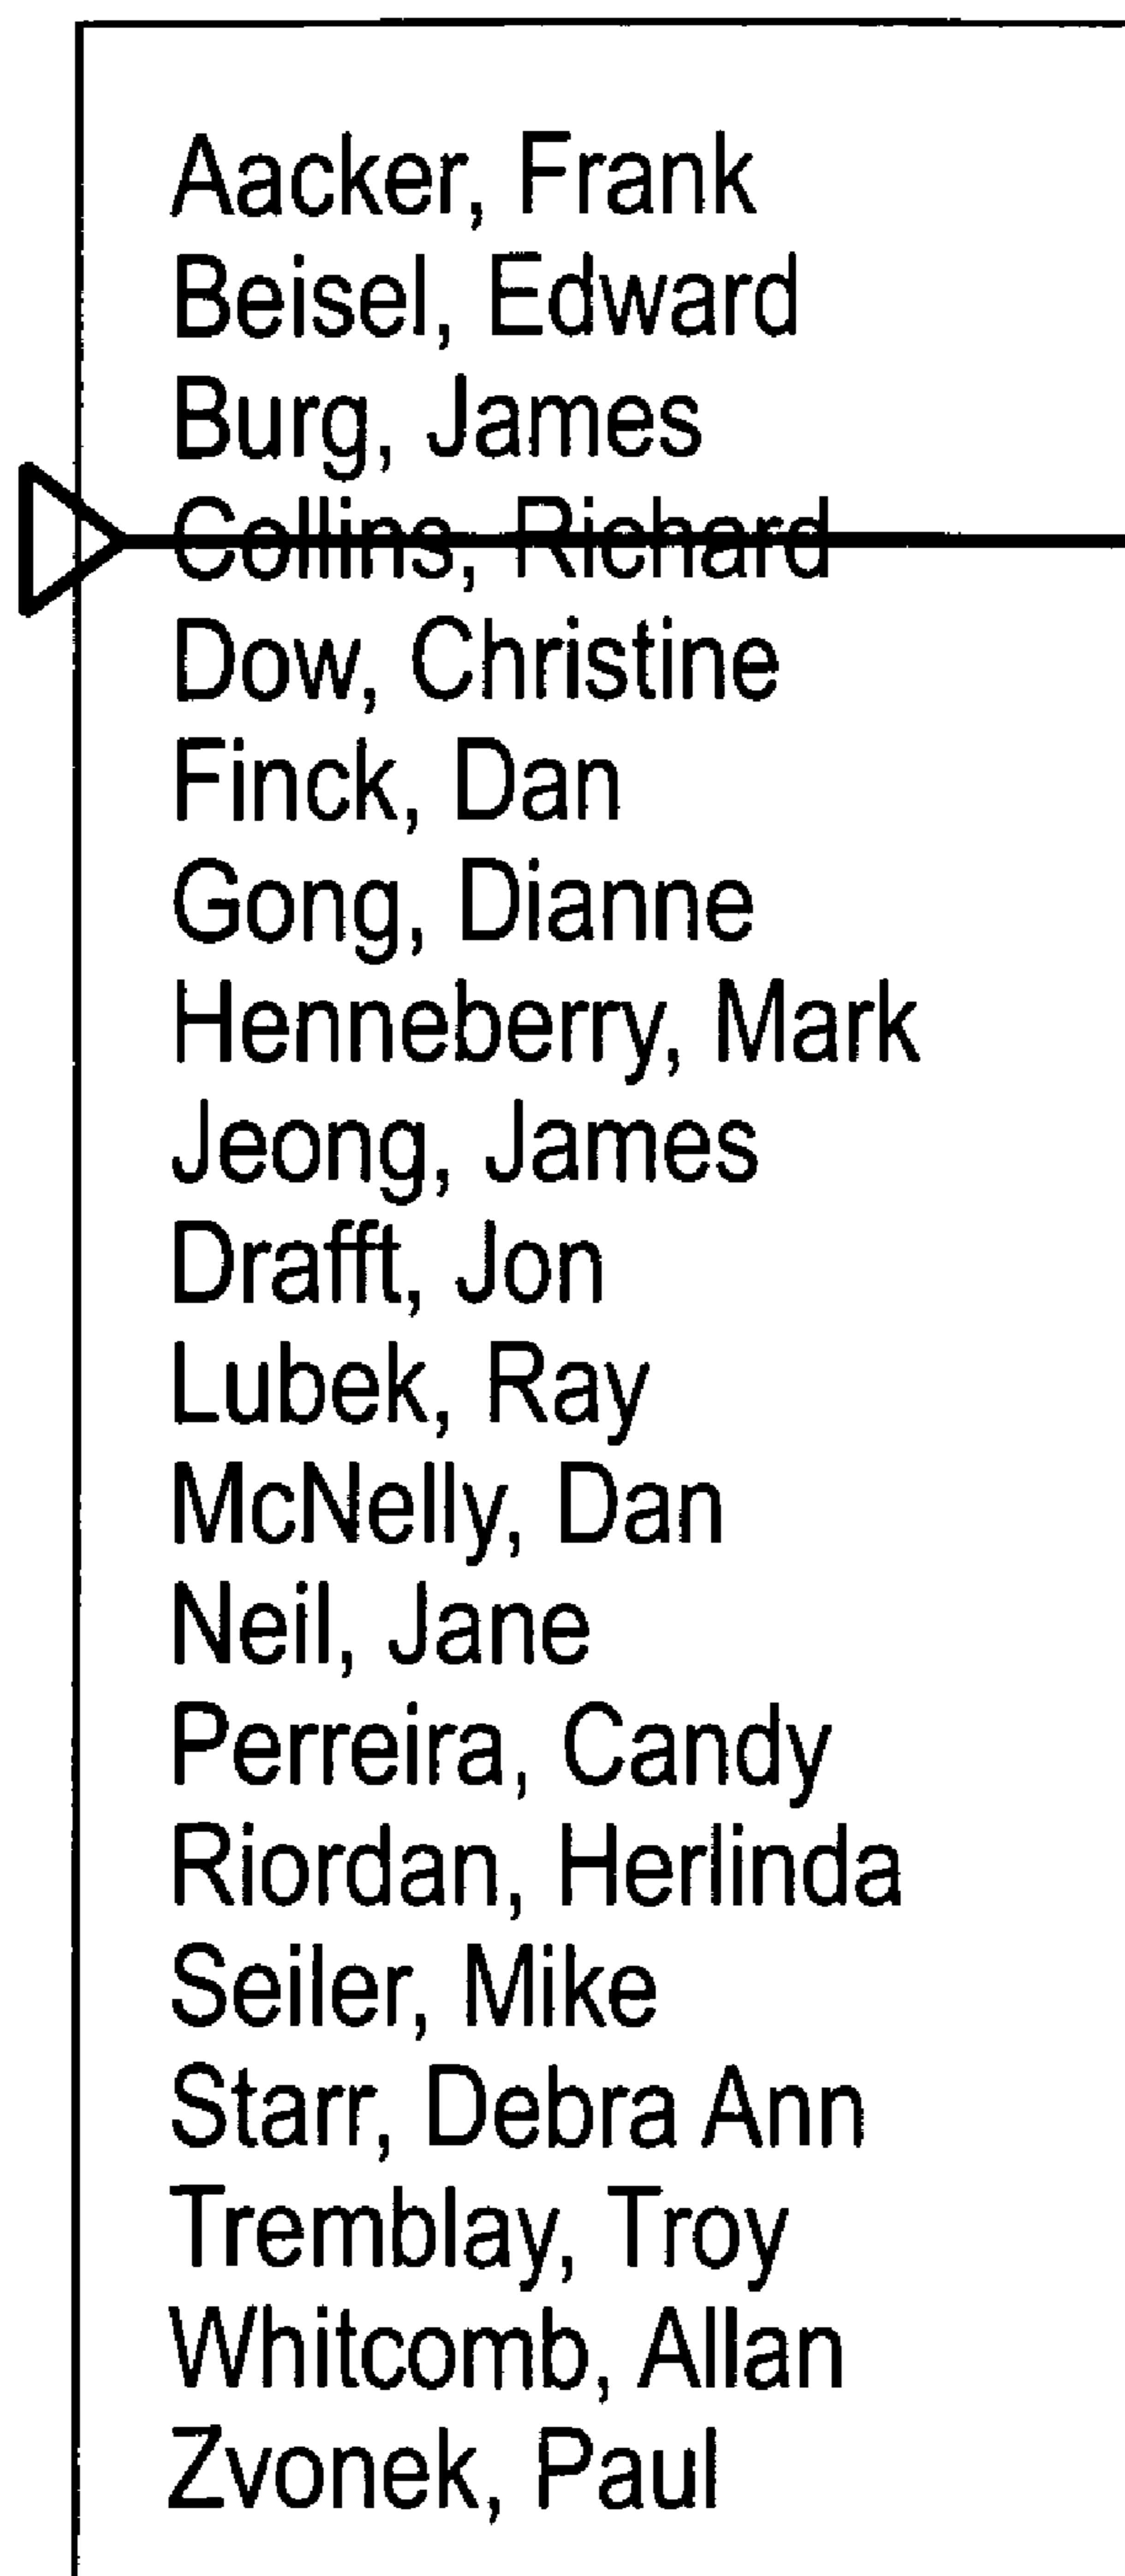 Aacker, Frank
Beisel, Edward
Burg, James
Collins, Richard
Dow, Christine
Finck, Dan
Gong, Dianne
Henneberry, Mark
Jeong, James
Drafft, Jon
Lubek, Ray
McNelly, Dan
Neil, Jane
Perreira, Candy
Riordan, Herlinda
Seiler, Mike
Starr, Debra Ann
Tremblay, Troy
Whitcomb, Allan
Zvonek, Paul